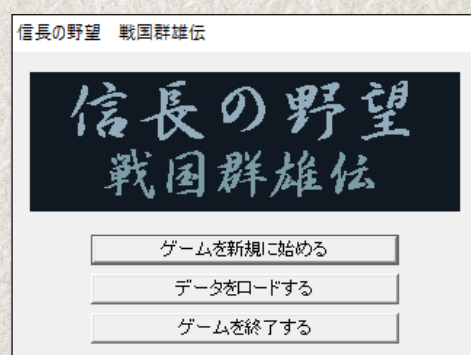 信長の野望　戦国群雄伝
信長の野望
戦国群雄伝
ゲームを新規に始める
データをロードする
ゲームを終了する